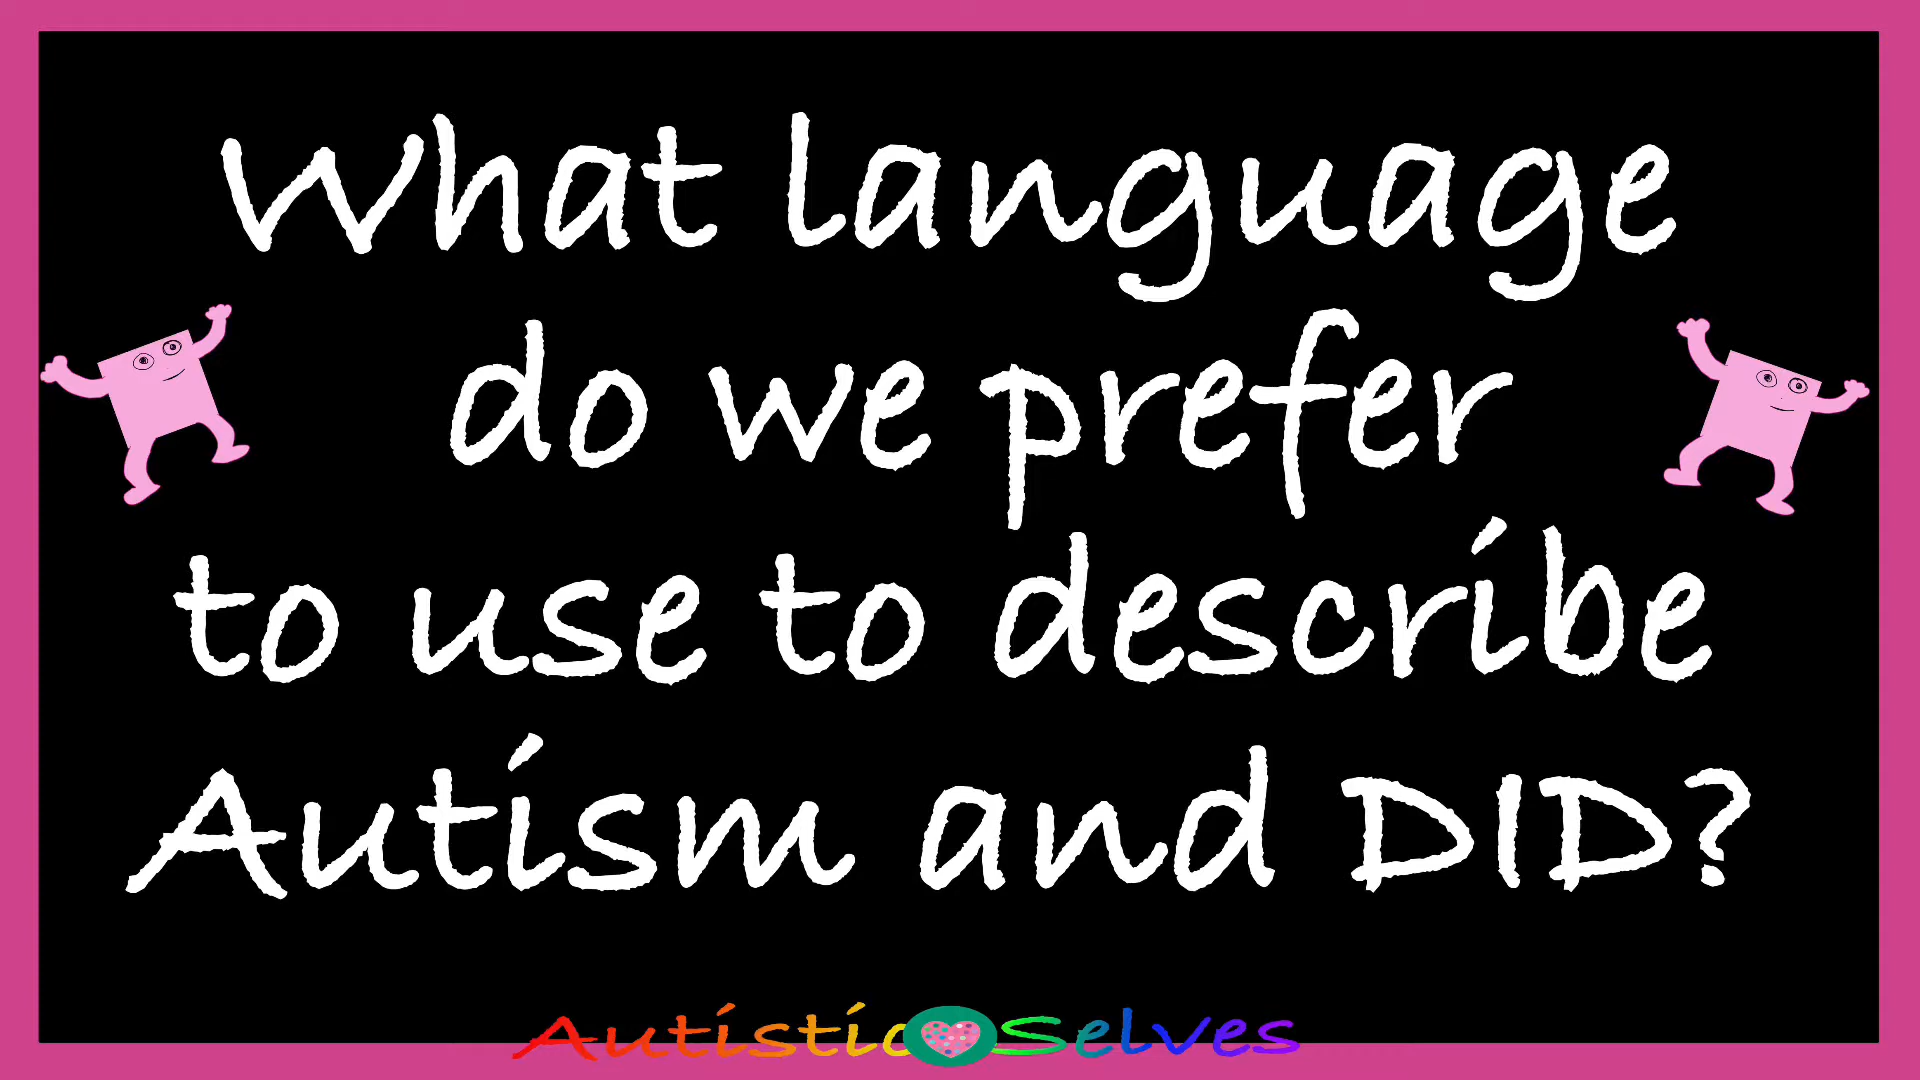 What language
do we prefer
to use to describe
Autism and DID?
Autistic Selves